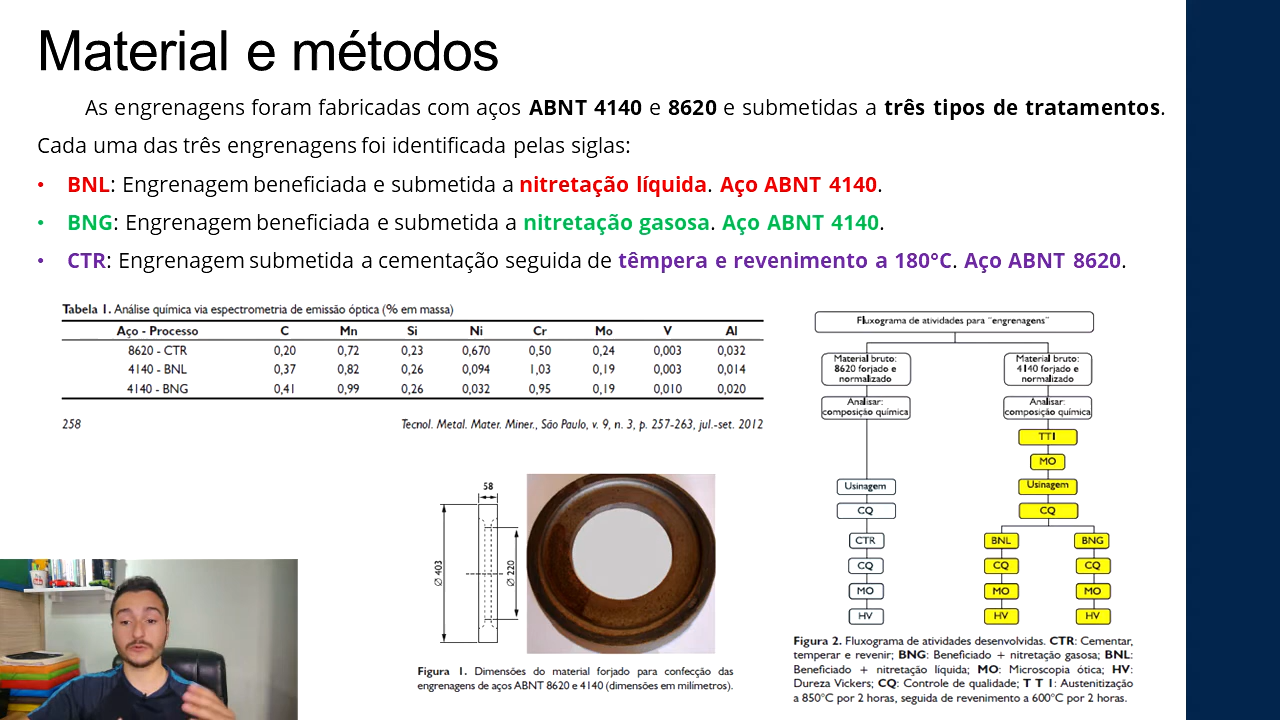 Material e métodos
As engrenagens foram fabricadas com aços ABNT 4140 e 8620 e submetidas a três tipos de tratamentos.
Cada uma das três engrenagens foi identificada pelas siglas:
• BNL: Engrenagem beneficiada e submetida a nitretação líquida. Aço ABNT 4140.
• BNG: Engrenagem beneficiada e submetida a nitretação gasosa. Aço ABNT 4140.
• CTR: Engrenagem submetida a cementação seguida de têmpera e revenimento a 180°C. Aço ABNT 8620.
Tabela 1. Análise química via espectrometria de emissão óptica (% em massa)
Aço - Processo C Mn Si Ni Cr Mo V Al
8620 - CTR 0,20 0,72 0,23 0,670 0,50 0,24 0,003 0,032
4140 - BNL 0,37 0,82 0,26 0,094 1,03 0,19 0,003 0,014
4140 - BNG 0,41 0,99 0,26 0,032 0,95 0,19 0,010 0,020
258 Tecnol. Metal. Mater. Miner., São Paulo, v. 9, n. 3, p. 257-263, jul.-set. 2012
58
Ø 403
Ø 220
Figura 1. Dimensões do material forjado para confecção das
engrenagens de aços ABNT 8620 e 4140 (dimensões em milímetros).
Fluxograma de atividades para "engrenagens"
Material bruto:
8620 forjado e
normalizado
Material bruto:
4140 forjado e
normalizado
Analisar:
composição química
Analisar:
composição química
TTI
MO
Usinagem Usinagem
CQ CQ
CTR BNL BNG
CQ CQ CQ
MO MO MO
HV HV HV
Figura 2. Fluxograma de atividades desenvolvidas. CTR: Cementar,
temperar e revenir; BNG: Beneficiado + nitretação gasosa; BNL:
Beneficiado + nitretação líquida; MO: Microscopia ótica; HV:
Dureza Vickers; CQ: Controle de qualidade; T T I: Austenitização
a 850°C por 2 horas, seguida de revenimento a 600°C por 2 horas.